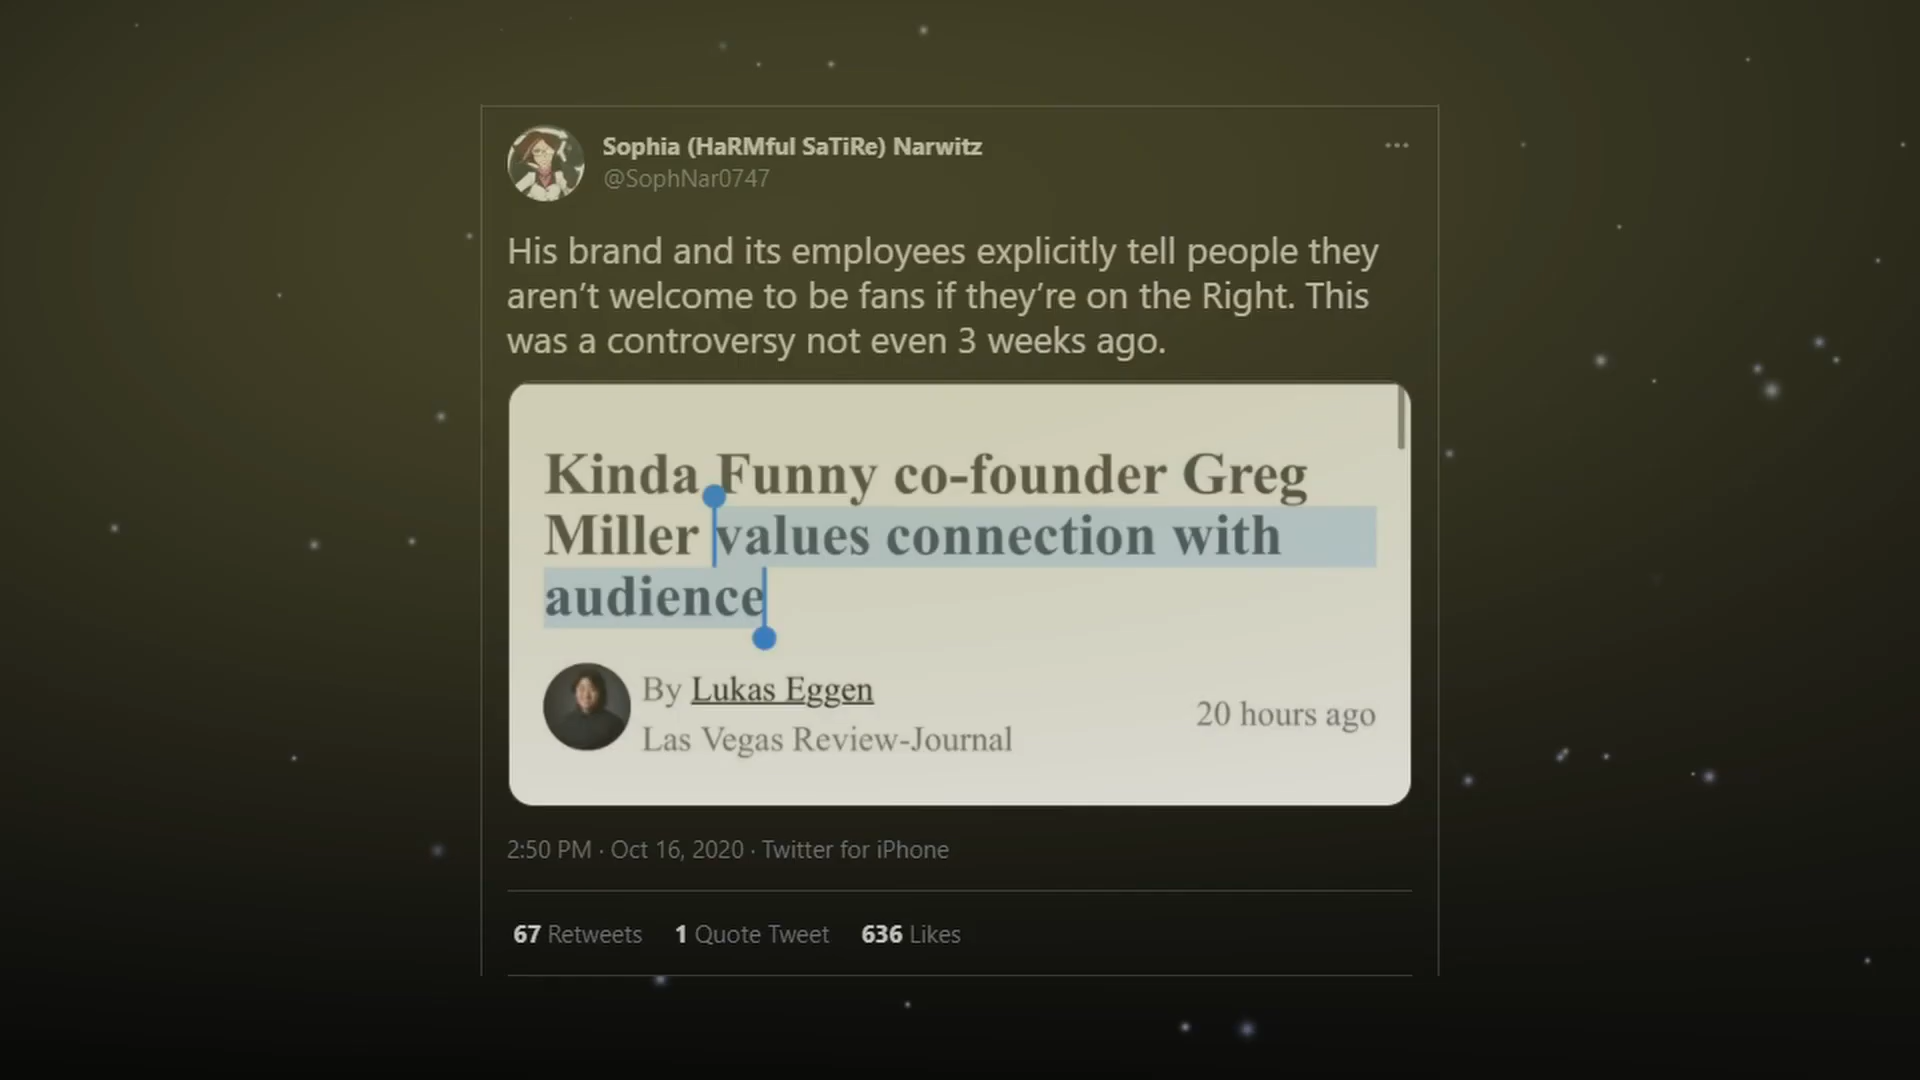 Sophia (HaRMful SaTiRe) Narwitz
@SophNar0747
His brand and its employees explicitly tell people they
aren’t welcome to be fans if they’re on the Right. This
was a controversy not even 3 weeks ago.
Kinda Funny co-founder Greg
Miller values connection with
audience
By Lukas Eggen
Las Vegas Review-Journal
20 hours ago
2:50 PM · Oct 16, 2020 · Twitter for iPhone
67 Retweets 1 Quote Tweet 636 Likes